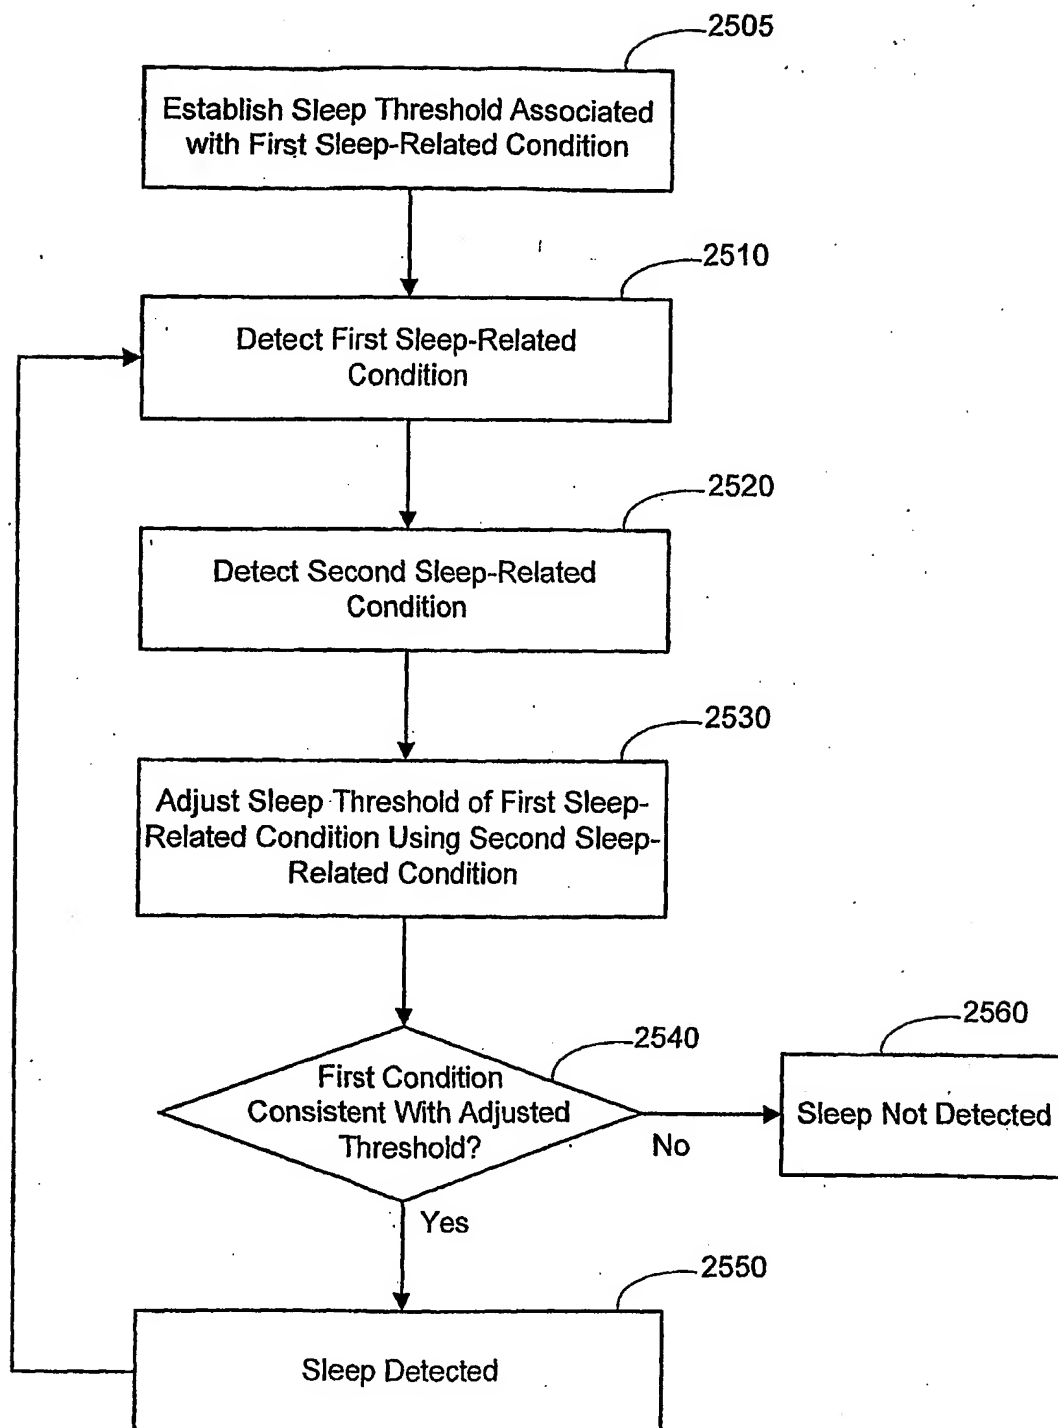 2505
Establish Sleep Threshold Associated
with First Sleep-Related Condition
2510
Detect First Sleep-Related
Condition
2520
Detect Second Sleep-Related
Condition
2530
Adjust Sleep Threshold of First Sleep-
Related Condition Using Second Sleep-
Related Condition
2540
First Condition
Consistent With Adjusted
Threshold?
No
2560
Sleep Not Detected
Yes
2550
Sleep Detected